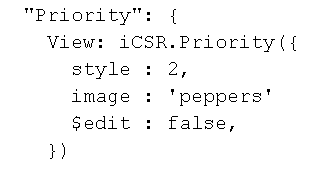 "Priority": {
  View: iCSR.Priority({
    style : 2,
    image : 'peppers'
    $edit : false,
  })